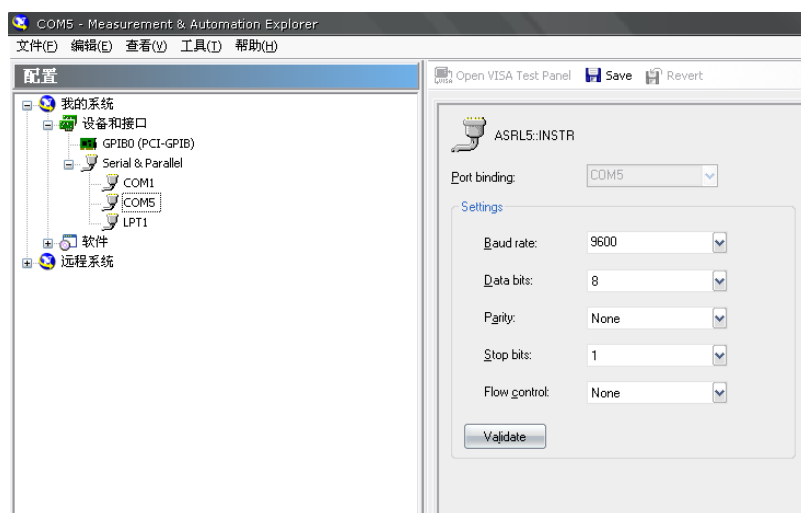 COM5 - Measurement & Automation Explorer
文件(F) 编辑(E) 查看(V) 工具(T) 帮助(H)
配置
我的系统
设备和接口
GPIB0 (PCI-GPIB)
Serial & Parallel
COM1
COM5
LPT1
软件
远程系统
Open VISA Test Panel Save Revert
ASRL5::INSTR
Port binding: COM5
Settings
Baud rate: 9600
Data bits: 8
Parity: None
Stop bits: 1
Flow control: None
Validate